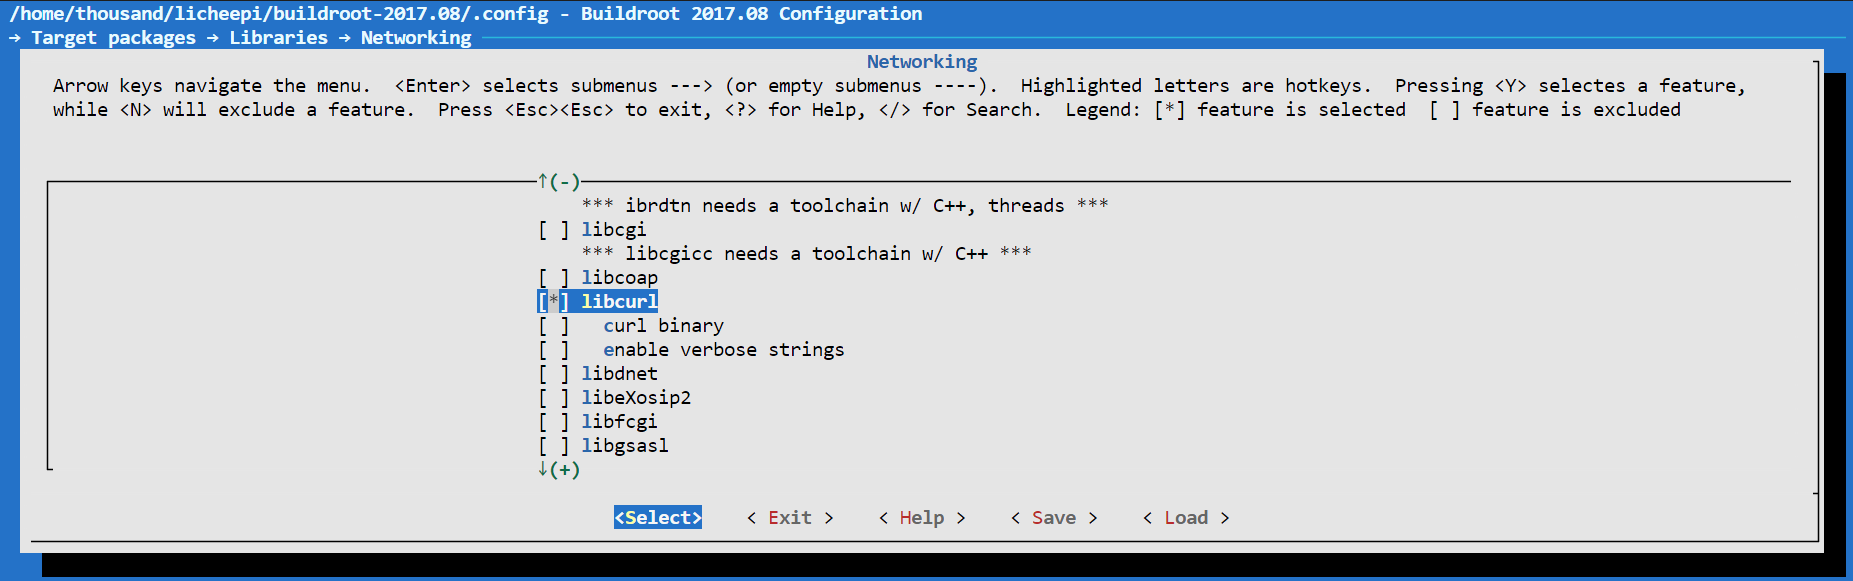 /home/thousand/licheepi/buildroot-2017.08/.config - Buildroot 2017.08 Configuration
→ Target packages → Libraries → Networking
Networking
Arrow keys navigate the menu.  <Enter> selects submenus ---> (or empty submenus ----).  Highlighted letters are hotkeys.  Pressing <Y> selectes a feature,
while <N> will exclude a feature.  Press <Esc><Esc> to exit, <?> for Help, </> for Search.  Legend: [*] feature is selected  [ ] feature is excluded
↑(-)
*** ibrdtn needs a toolchain w/ C++, threads ***
[ ] libcgi
*** libcgicc needs a toolchain w/ C++ ***
[ ] libcoap
[*] libcurl
[ ]   curl binary
[ ]   enable verbose strings
[ ] libdnet
[ ] libeXosip2
[ ] libfcgi
[ ] libgsasl
↓(+)
<Select>    < Exit >    < Help >    < Save >    < Load >